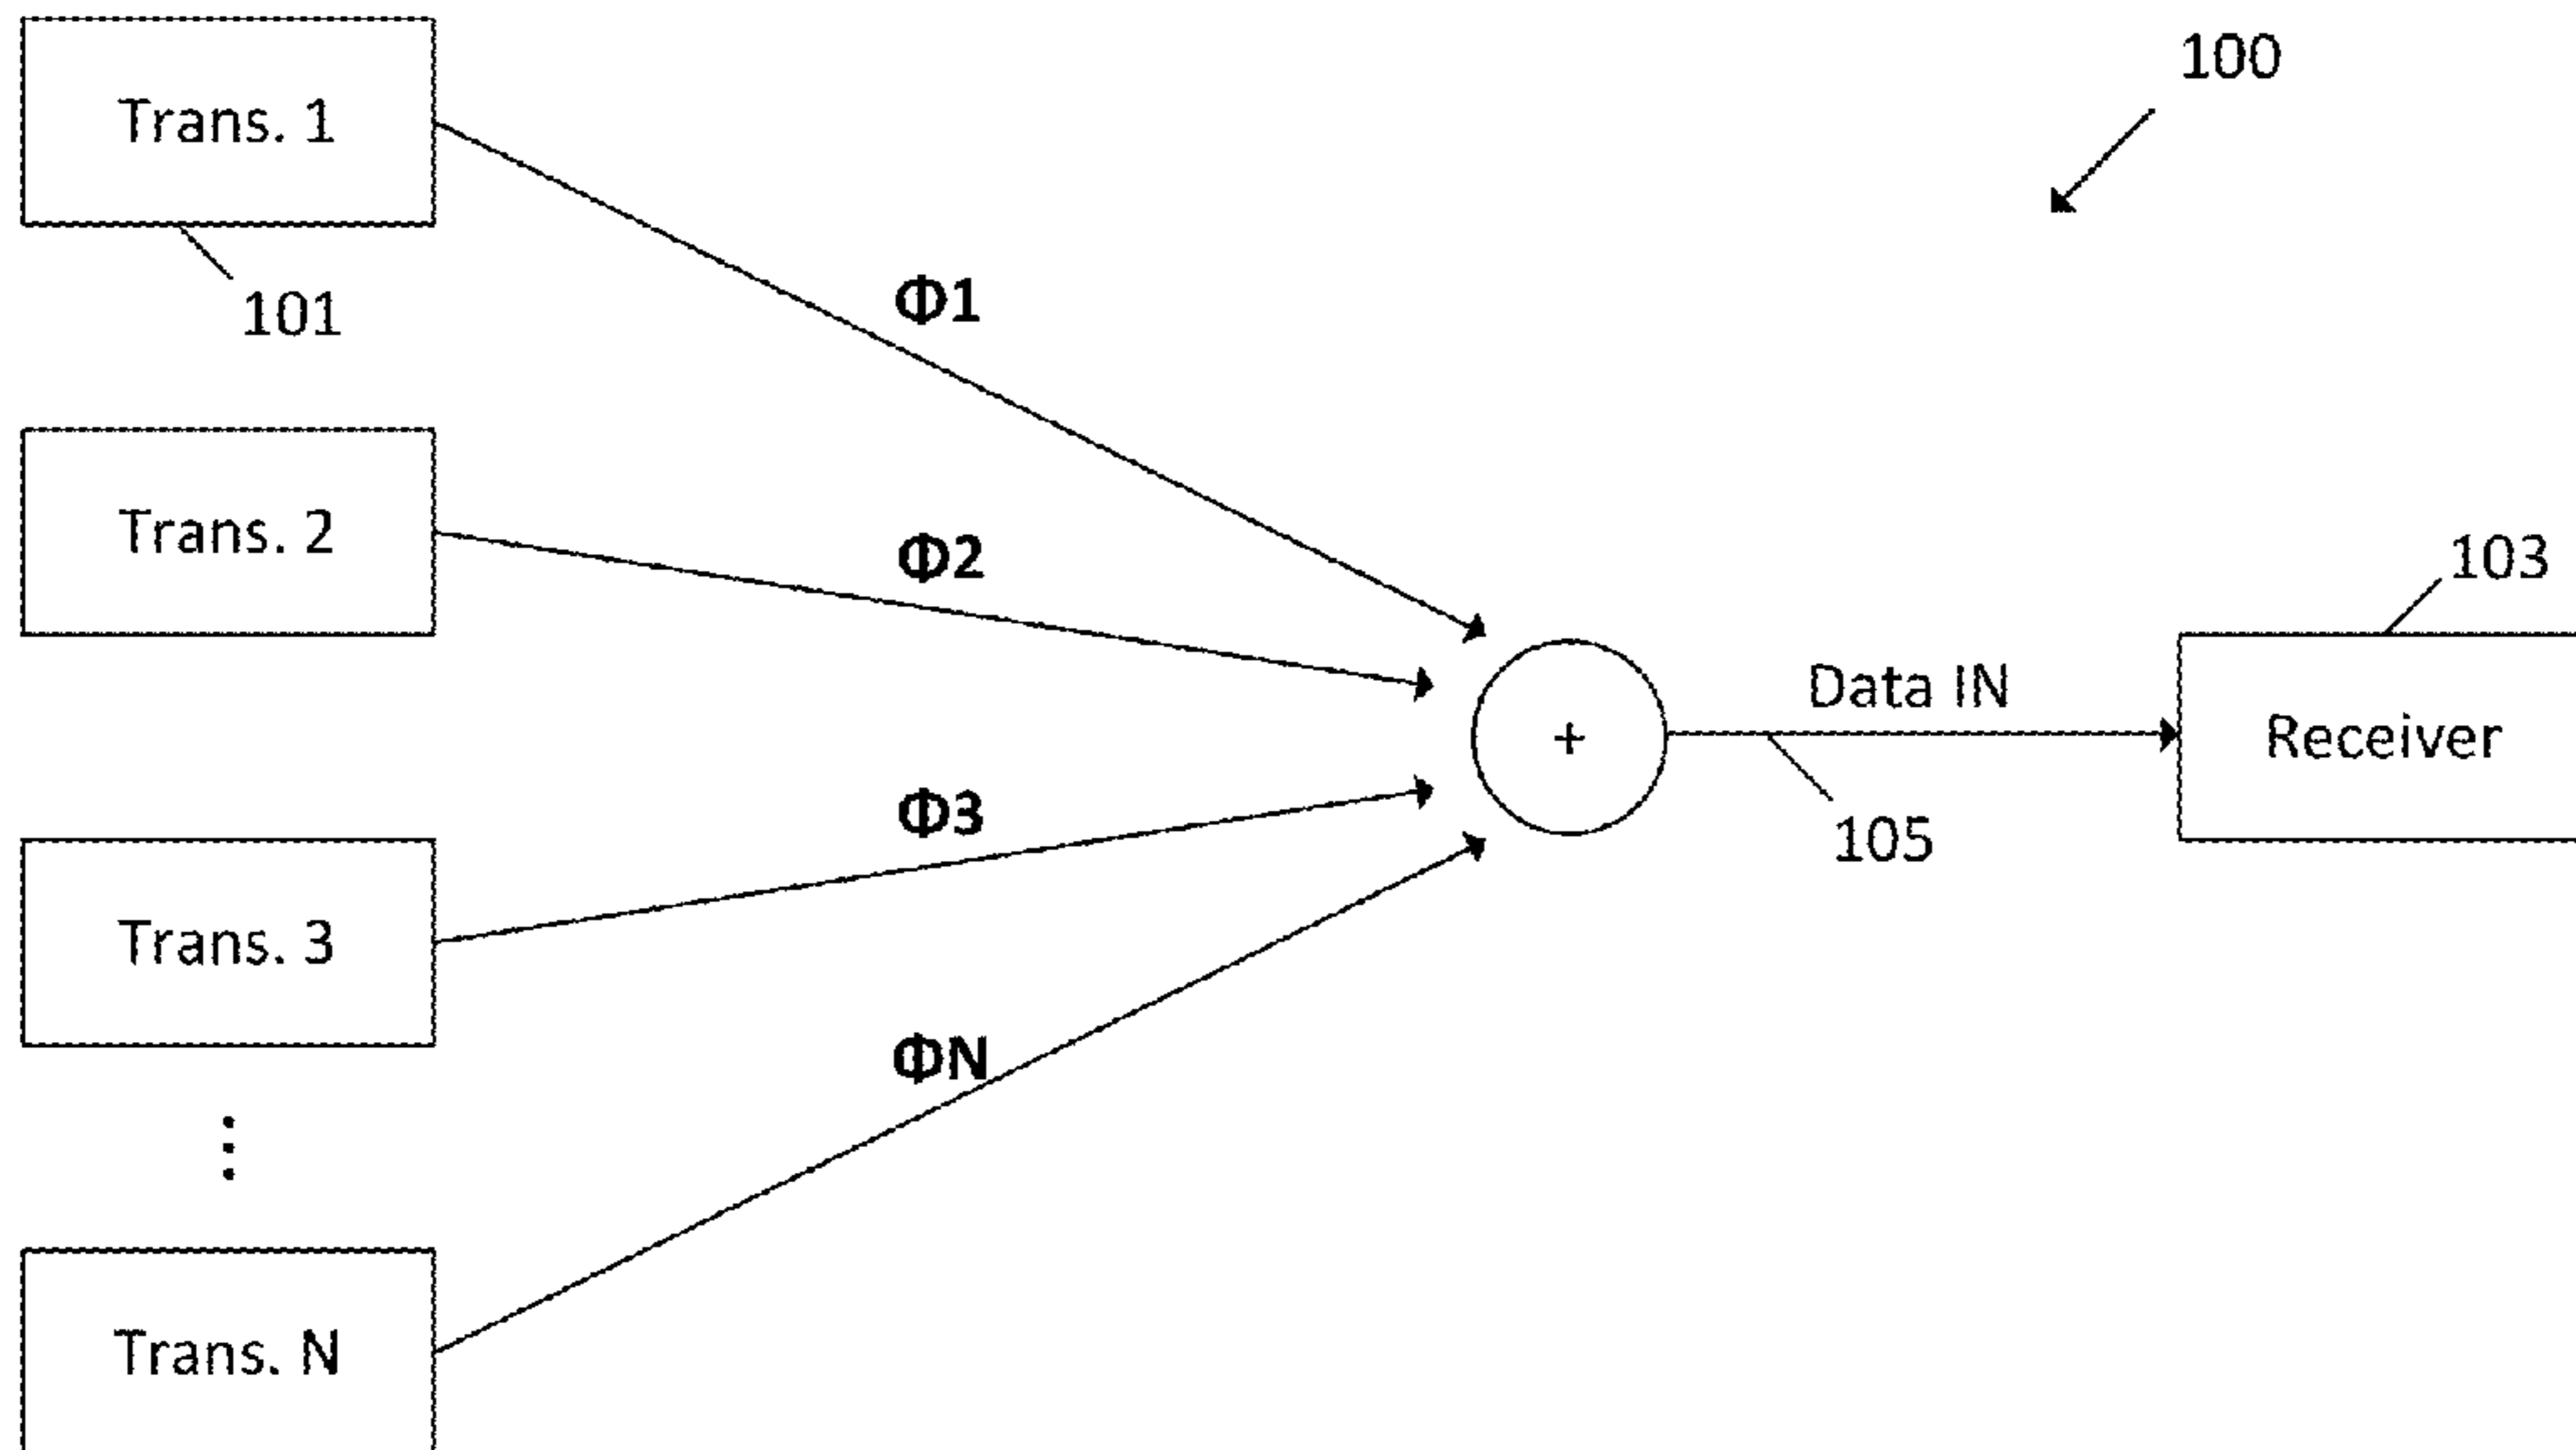 100
Trans. 1
101
Φ1
Trans. 2
Φ2
103
Data IN
+
Receiver
105
Φ3
Trans. 3
ΦN
Trans. N